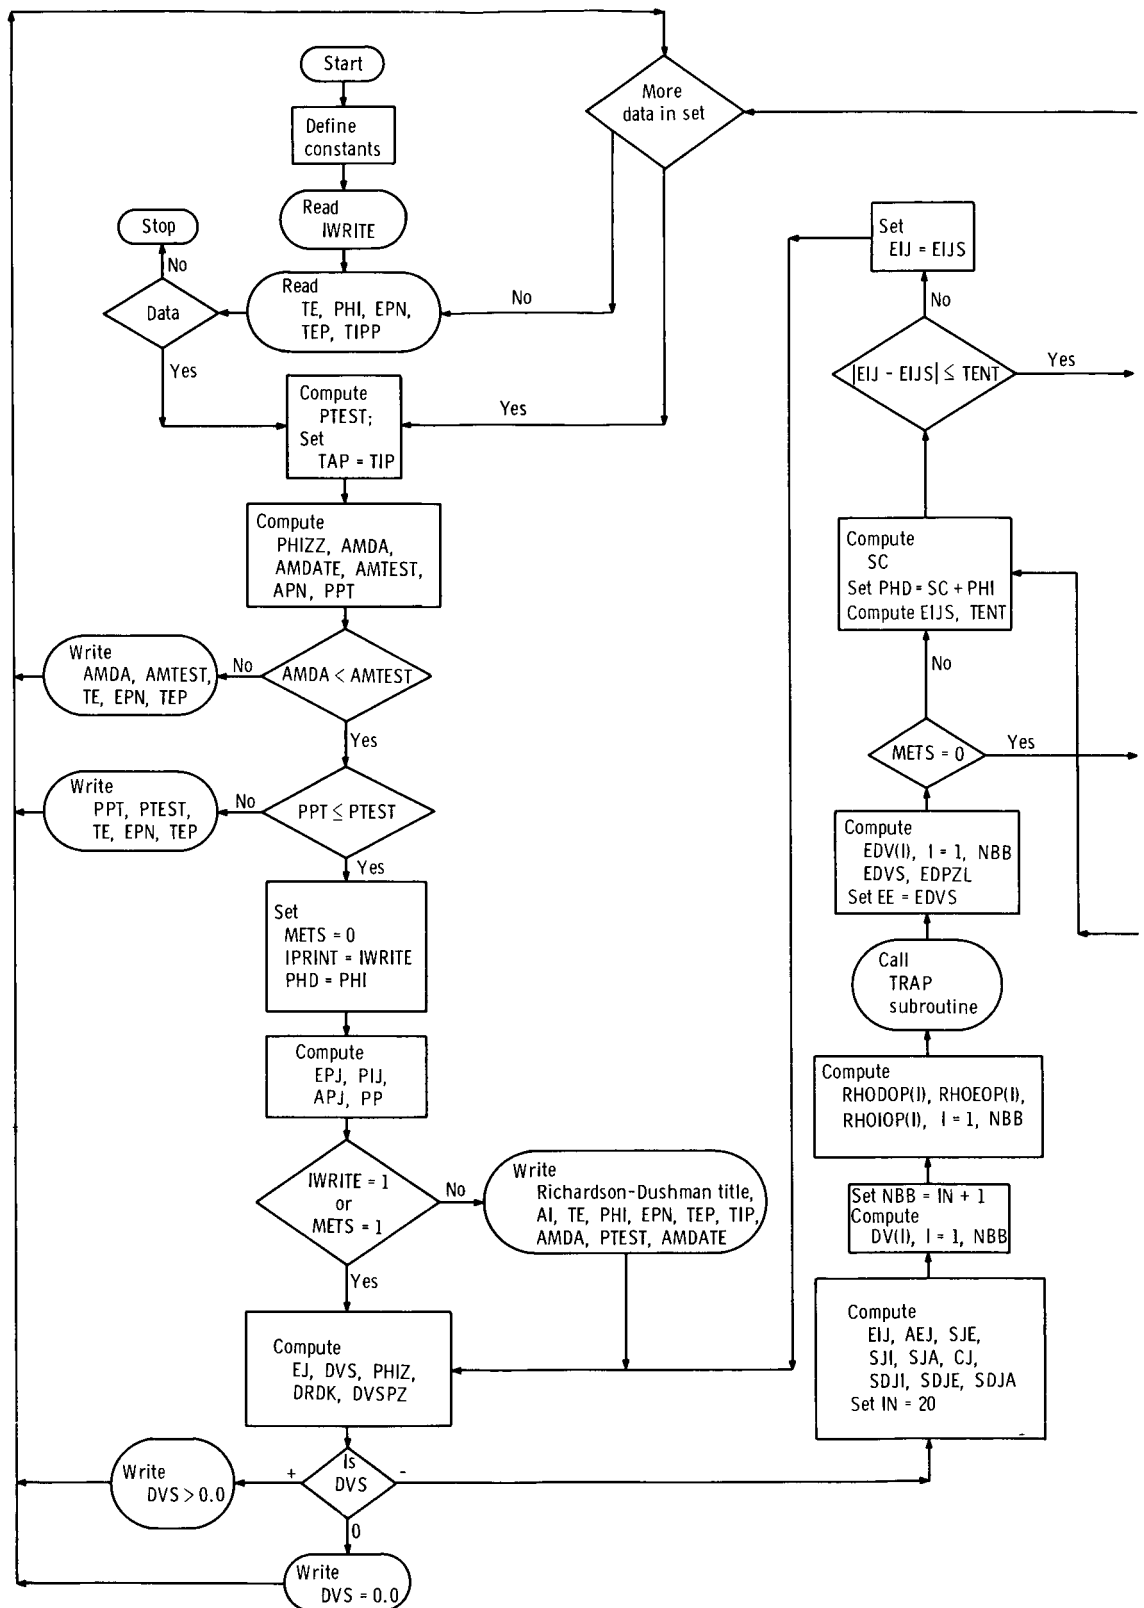 Start
More
data in set
Define
constants
Read
IWRITE
Stop
No
Data
Read
TE, PHI, EPN,
TEP, TIPP
No
Yes
Compute
PTEST;
Set
TAP = TIP
Yes
Compute
PHIZZ, AMDA,
AMDATE, AMTEST,
APN, PPT
Write
AMDA, AMTEST,
TE, EPN, TEP
No
AMDA < AMTEST
Yes
Write
PPT, PTEST,
TE, EPN, TEP
No
PPT ≤ PTEST
Yes
Set
METS = 0
IPRINT = IWRITE
PHD = PHI
Compute
EPJ, PIJ,
APJ, PP
IWRITE = 1
or
METS = 1
No
Write
Richardson-Dushman title,
AI, TE, PHI, EPN, TEP, TIP,
AMDA, PTEST, AMDATE
Yes
Compute
EJ, DVS, PHIZ,
DRDK, DVSPZ
Is
DVS
+
-
0
Write
DVS > 0.0
Write
DVS = 0.0
Set
EIJ = EIJS
No
|EIJ - EIJS| ≤ TENT
Yes
Compute
SC
Set PHD = SC + PHI
Compute EIJS, TENT
No
METS = 0
Yes
Compute
EDV(I), I = 1, NBB
EDVS, EDPZL
Set EE = EDVS
Call
TRAP
subroutine
Compute
RHODOP(I), RHOEOP(I),
RHOIOP(I), I = 1, NBB
Set NBB = IN + 1
Compute
DV(I), I = 1, NBB
Compute
EIJ, AEJ, SJE,
SJI, SJA, CJ,
SDJI, SDJE, SDJA
Set IN = 20